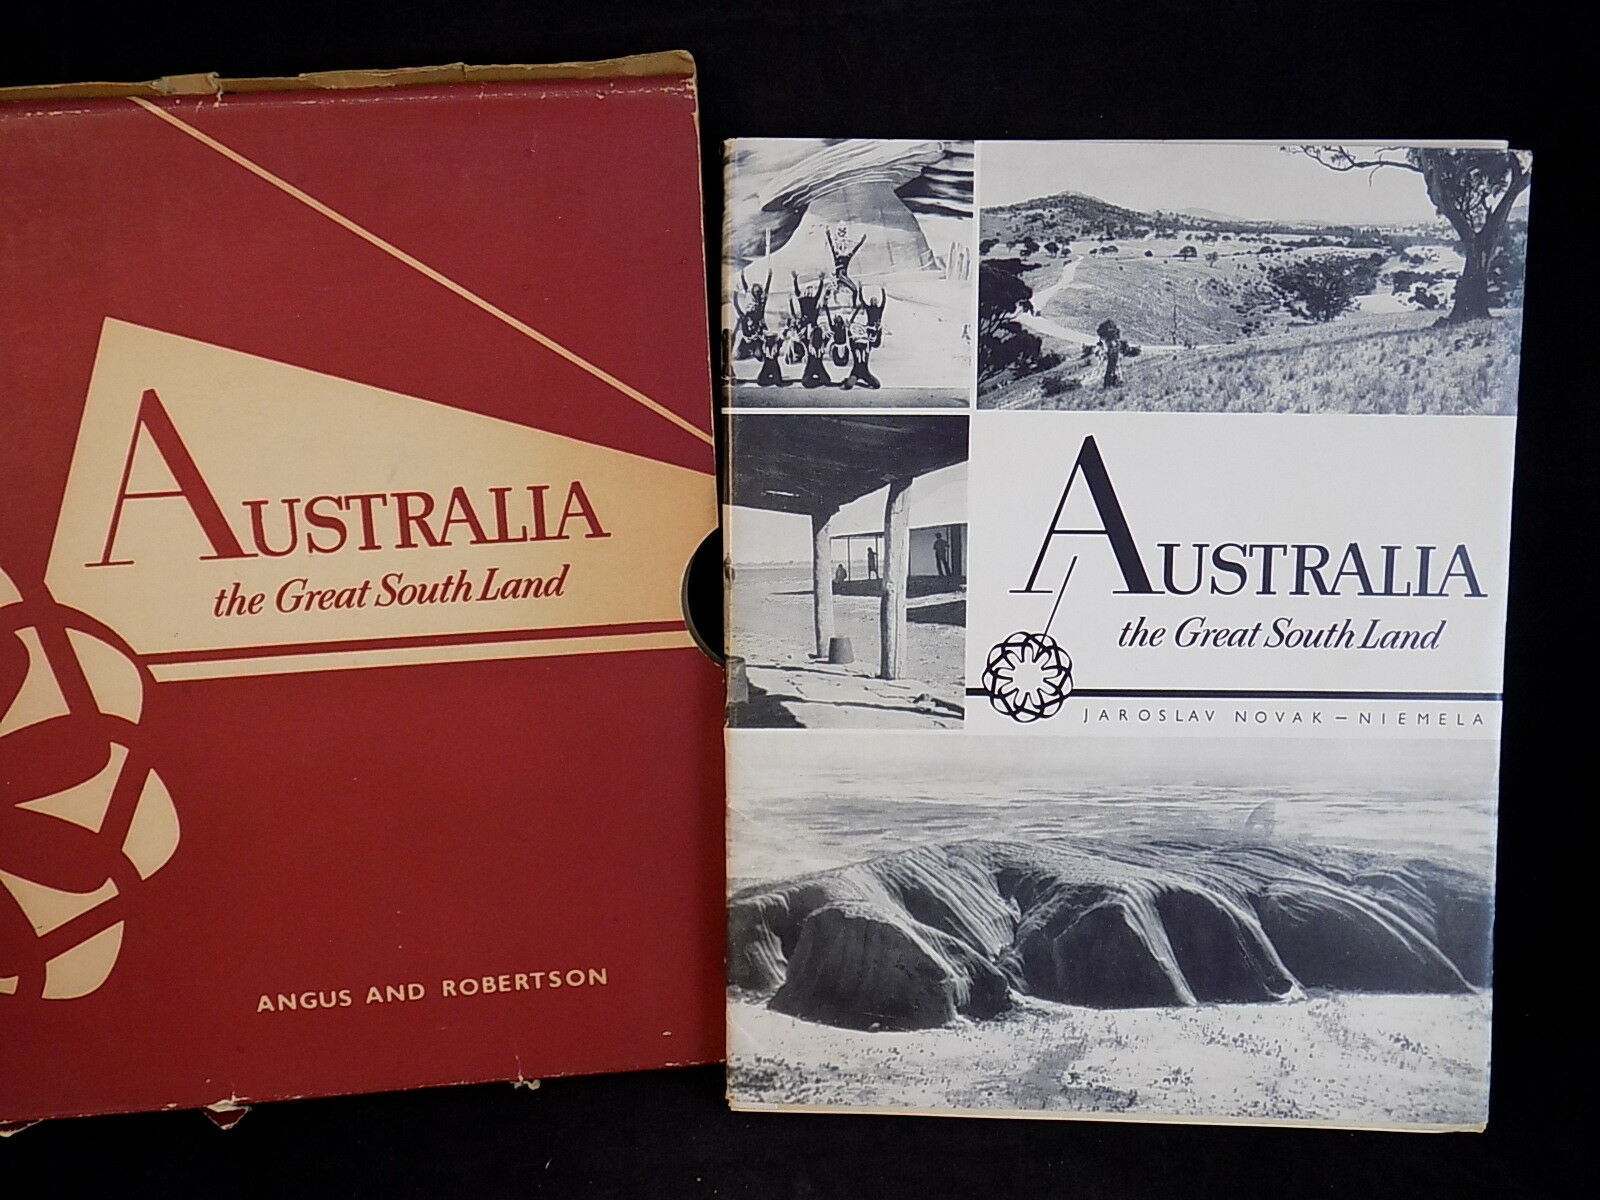 AUSTRALIA
the Great South Land
ANGUS AND ROBERTSON
AUSTRALIA
the Great South Land
JAROSLAV NOVAK — NIEMELA